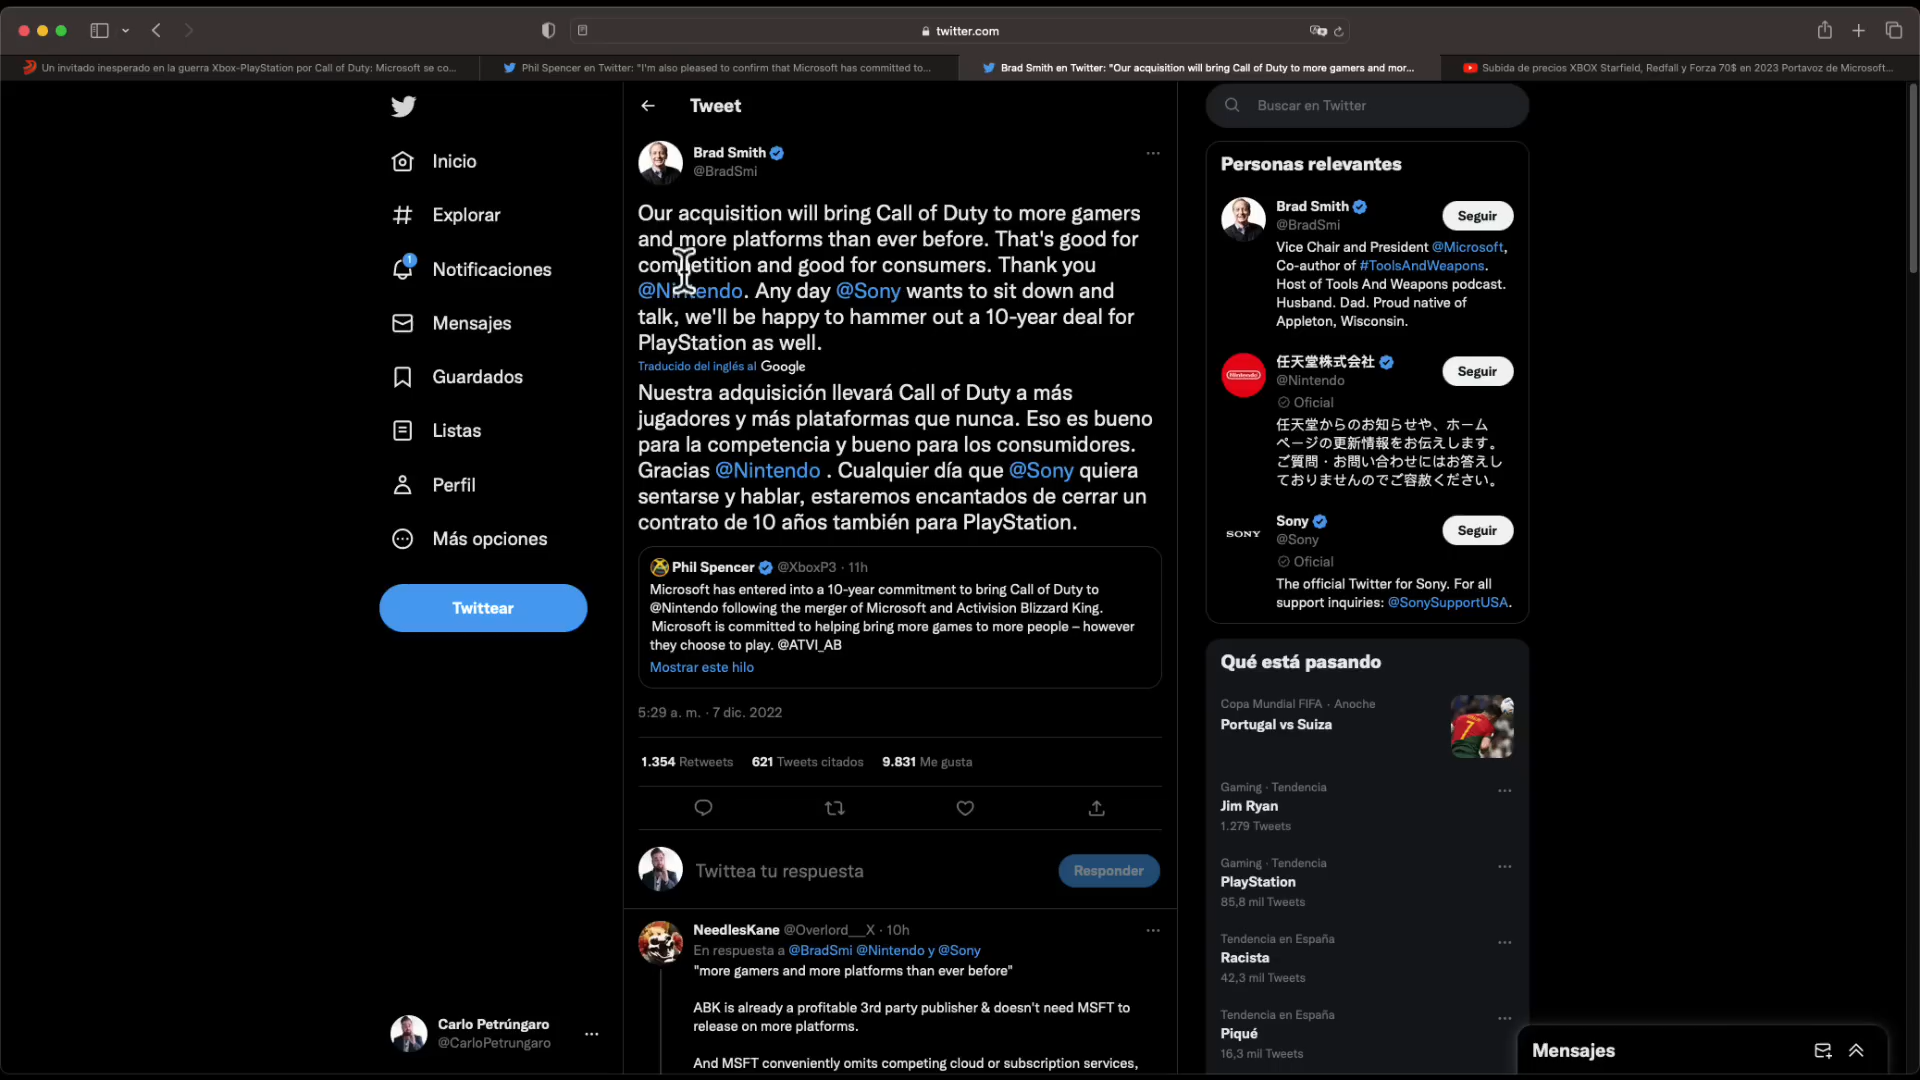 twitter.com
Un invitado inesperado en la guerra Xbox-PlayStation por Call of Duty: Microsoft se co...
Phil Spencer en Twitter: "I'm also pleased to confirm that Microsoft has committed to...
Brad Smith en Twitter: "Our acquisition will bring Call of Duty to more gamers and mor...
Subida de precios XBOX Starfield, Redfall y Forza 70$ en 2023 Portavoz de Microsoft...
Inicio
Explorar
1
Notificaciones
Mensajes
Guardados
Listas
Perfil
Más opciones
Twittear
Carlo Petrúngaro
@CarloPetrungaro
Tweet
Brad Smith
@BradSmi
Our acquisition will bring Call of Duty to more gamers
and more platforms than ever before. That's good for
competition and good for consumers. Thank you
@Nintendo. Any day @Sony wants to sit down and
talk, we'll be happy to hammer out a 10-year deal for
PlayStation as well.
Traducido del inglés al Google
Nuestra adquisición llevará Call of Duty a más
jugadores y más plataformas que nunca. Eso es bueno
para la competencia y bueno para los consumidores.
Gracias @Nintendo . Cualquier día que @Sony quiera
sentarse y hablar, estaremos encantados de cerrar un
contrato de 10 años también para PlayStation.
Phil Spencer @XboxP3 · 11h
Microsoft has entered into a 10-year commitment to bring Call of Duty to
@Nintendo following the merger of Microsoft and Activision Blizzard King.
Microsoft is committed to helping bring more games to more people – however
they choose to play. @ATVI_AB
Mostrar este hilo
5:29 a. m. · 7 dic. 2022
1.354 Retweets 621 Tweets citados 9.831 Me gusta
Twittea tu respuesta
Responder
NeedlesKane @Overlord__X · 10h
En respuesta a @BradSmi @Nintendo y @Sony
"more gamers and more platforms than ever before"
ABK is already a profitable 3rd party publisher & doesn't need MSFT to
release on more platforms.
And MSFT conveniently omits competing cloud or subscription services,
Buscar en Twitter
Personas relevantes
Brad Smith
@BradSmi
Seguir
Vice Chair and President @Microsoft,
Co-author of #ToolsAndWeapons.
Host of Tools And Weapons podcast.
Husband. Dad. Proud native of
Appleton, Wisconsin.
Nintendo
任天堂株式会社
@Nintendo
Seguir
Oficial
任天堂からのお知らせや、ホーム
ページの更新情報をお伝えします。
ご質問・お問い合わせにはお答えし
ておりませんのでご容赦ください。
SONY
Sony
@Sony
Seguir
Oficial
The official Twitter for Sony. For all
support inquiries: @SonySupportUSA.
Qué está pasando
Copa Mundial FIFA · Anoche
Portugal vs Suiza
7
Gaming · Tendencia
Jim Ryan
1.279 Tweets
Gaming · Tendencia
PlayStation
85,8 mil Tweets
Tendencia en España
Racista
42,3 mil Tweets
Tendencia en España
Piqué
16,3 mil Tweets
Mensajes